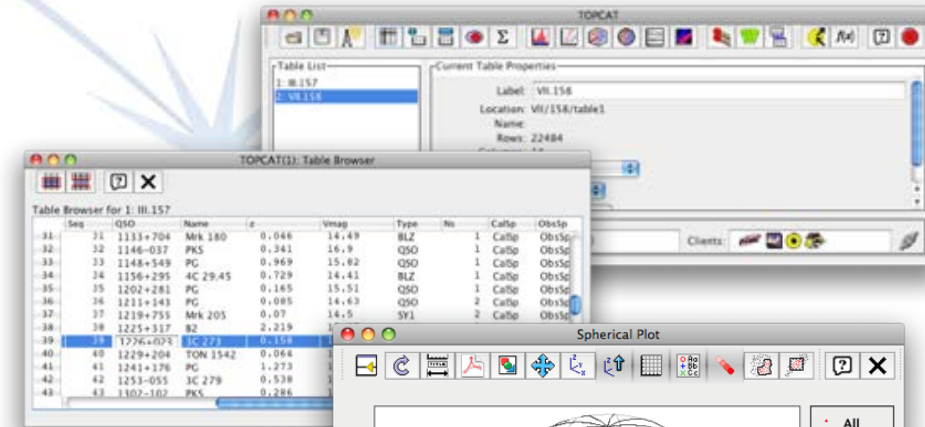 TOPCAT
Table List
Current Table Properties
1: III.157
2: VII.158
Label: VII.158
Location: VII/158/table1
Name:
Rows: 22484
TOPCAT(1): Table Browser
Table Browser for 1: III.157
Seq QSO Name z Vmag Type Ns CalSp ObsSp
31 31 1133+704 Mrk 180 0.046 14.49 BLZ 1 CalSp ObsSp
32 32 1146-037 PKS 0.341 16.9 QSO 1 CalSp ObsSp
33 33 1148+549 PG 0.969 15.82 QSO 1 CalSp ObsSp
34 34 1156+295 4C 29.45 0.729 14.41 BLZ 1 CalSp ObsSp
35 35 1202+281 PG 0.165 15.51 QSO 1 CalSp ObsSp
36 36 1211+143 PG 0.085 14.63 QSO 2 CalSp ObsSp
37 37 1219+755 Mrk 205 0.07 14.5 SY1 2 CalSp ObsSp
38 38 1225+317 B2 2.219
39 39 1226+023 3C 273 0.158
40 40 1229+204 TON 1542 0.064
41 41 1241+176 PG 1.273
42 42 1253-055 3C 279 0.538
43 43 1302-102 PKS 0.286
Clients:
Spherical Plot
All